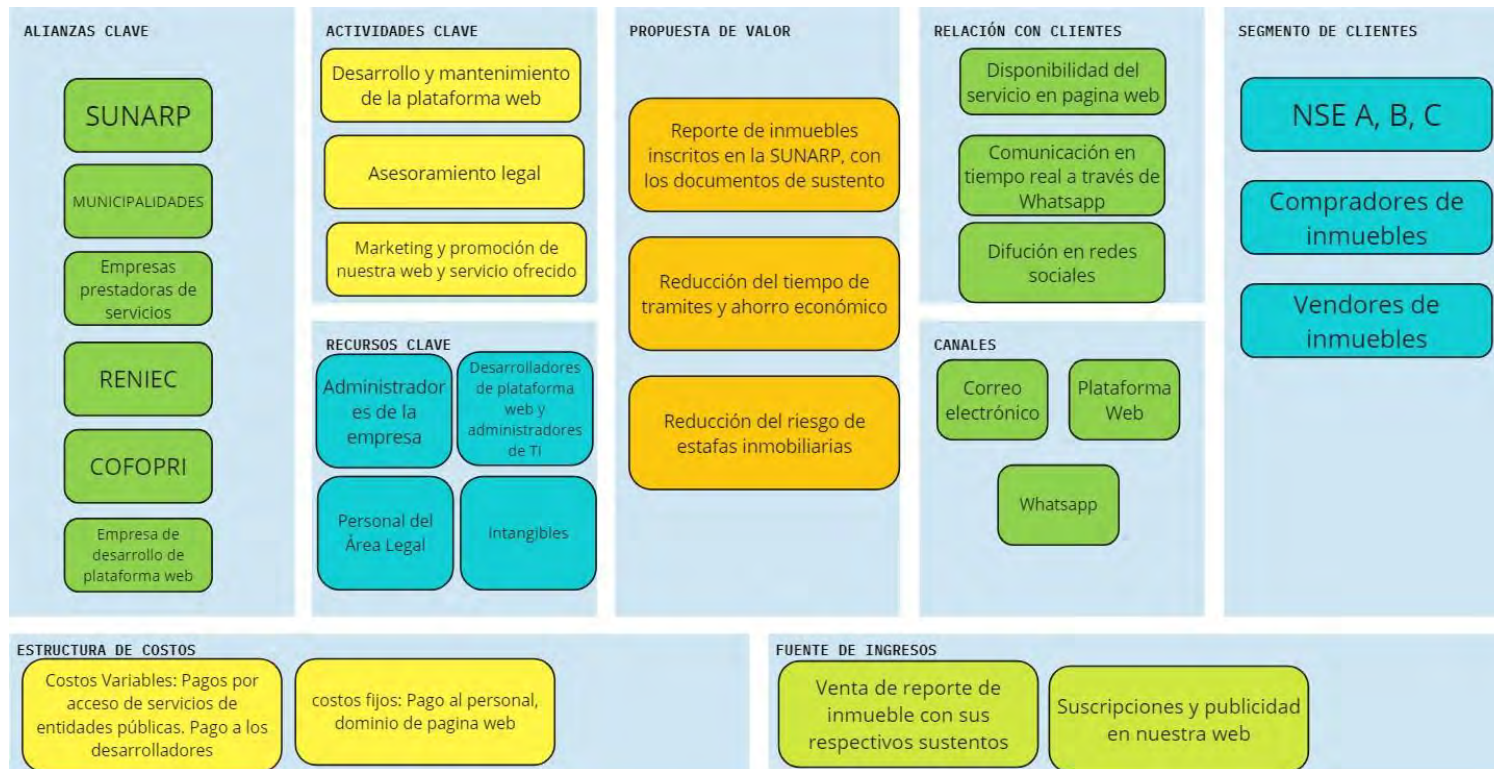 ALIANZAS CLAVE
SUNARP
MUNICIPALIDADES
Empresas
prestadoras de
servicios
RENIEC
COFOPRI
Empresa de
desarrollo de
plataforma web
ACTIVIDADES CLAVE
Desarrollo y mantenimiento
de la plataforma web
Asesoramiento legal
Marketing y promoción de
nuestra web y servicio ofrecido
RECURSOS CLAVE
Administrador
es de la
empresa
Desarrolladores
de plataforma
web y
administradores
de Ti
Personal del
Área Legal
Intangibles
PROPUESTA DE VALOR
Reporte de inmuebles
inscritos en la SUNARP, con
los documentos de sustento
Reducción del tiempo de
tramites y ahorro económico
Reducción del riesgo de
estafas inmobiliarias
RELACIÓN CON CLIENTES
Disponibilidad del
servicio en pagina web
Comunicación en
tiempo real a través de
Whatsapp
Difución en redes
sociales
CANALES
Correo
electrónico
Plataforma
Web
Whatsapp
SEGMENTO DE CLIENTES
NSE A, B, C
Compradores de
inmuebles
Vendores de
inmuebles
ESTRUCTURA DE COSTOS
Costos Variables: Pagos por
acceso de servicios de
entidades públicas. Pago a los
desarrolladores
costos fijos: Pago al personal,
dominio de pagina web
FUENTE DE INGRESOS
Venta de reporte de
inmueble con sus
respectivos sustentos
Suscripciones y publicidad
en nuestra web